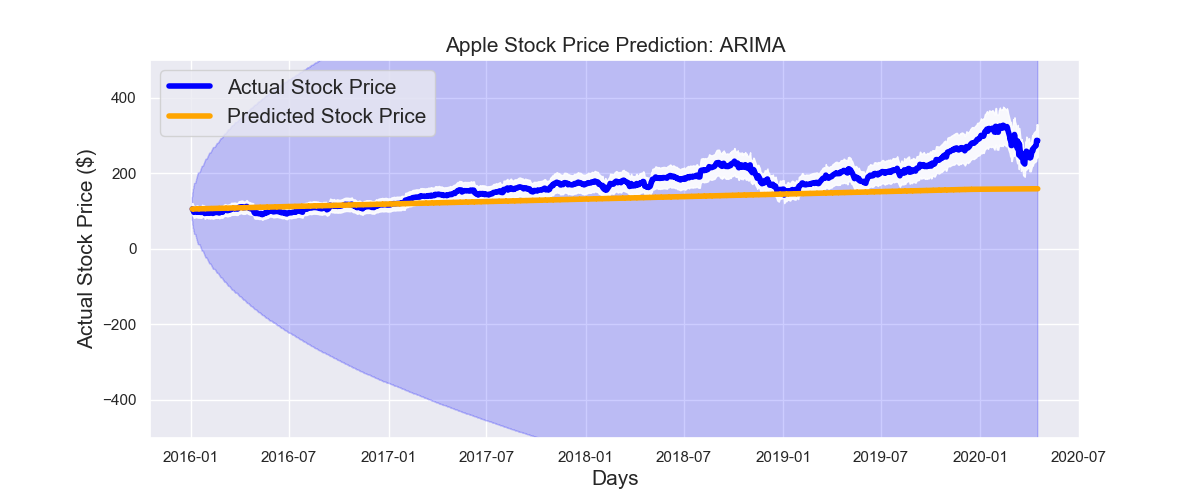 Apple Stock Price Prediction: ARIMA
Actual Stock Price
Predicted Stock Price
Actual Stock Price ($)
400
200
0
−200
−400
2016-01 2016-07 2017-01 2017-07 2018-01 2018-07 2019-01 2019-07 2020-01 2020-07
Days